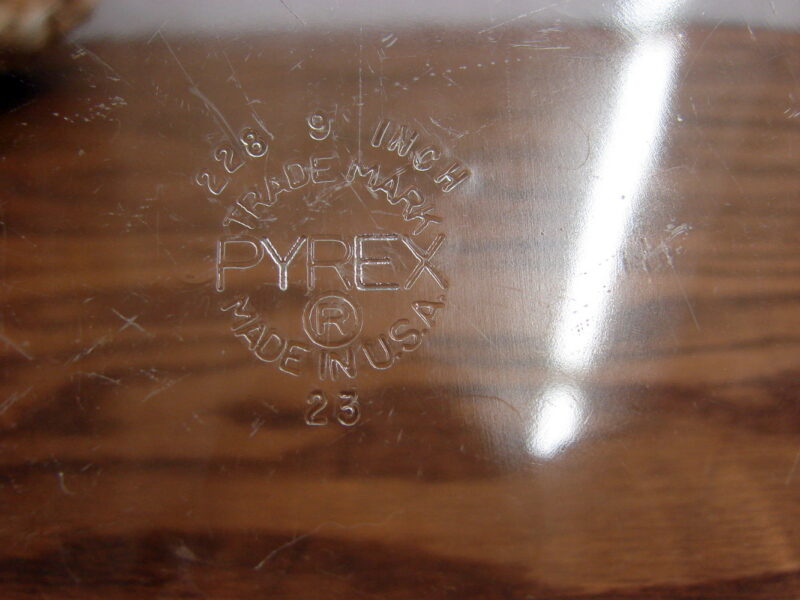 228 9 INCH
TRADE MARK
PYREX
®
MADE IN U.S.A.
23